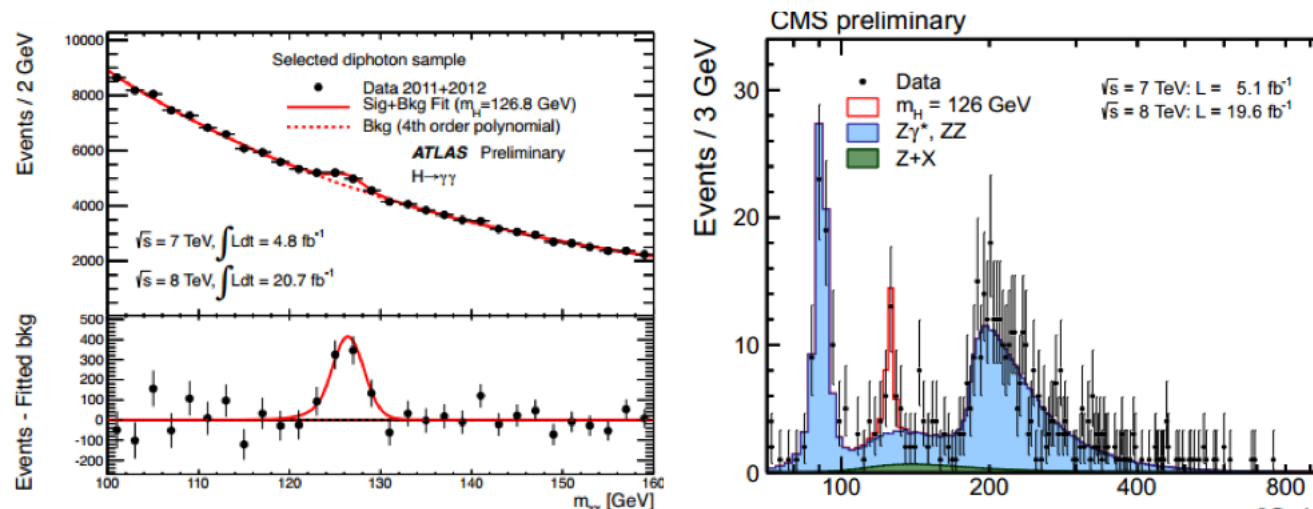 Events / 2 GeV
10000
8000
6000
4000
2000
Selected diphoton sample
Data 2011+2012
Sig+Bkg Fit (m_H=126.8 GeV)
Bkg (4th order polynomial)
ATLAS Preliminary
H→γγ
√s = 7 TeV, ∫Ldt = 4.8 fb⁻¹
√s = 8 TeV, ∫Ldt = 20.7 fb⁻¹
Events - Fitted bkg
500
400
300
200
100
0
-100
-200
100 110 120 130 140 150 160
[GeV]
CMS preliminary
Events / 3 GeV
30
20
10
0
Data
m_H = 126 GeV
Zγ*, ZZ
Z+X
√s = 7 TeV: L = 5.1 fb⁻¹
√s = 8 TeV: L = 19.6 fb⁻¹
100 200 400 800